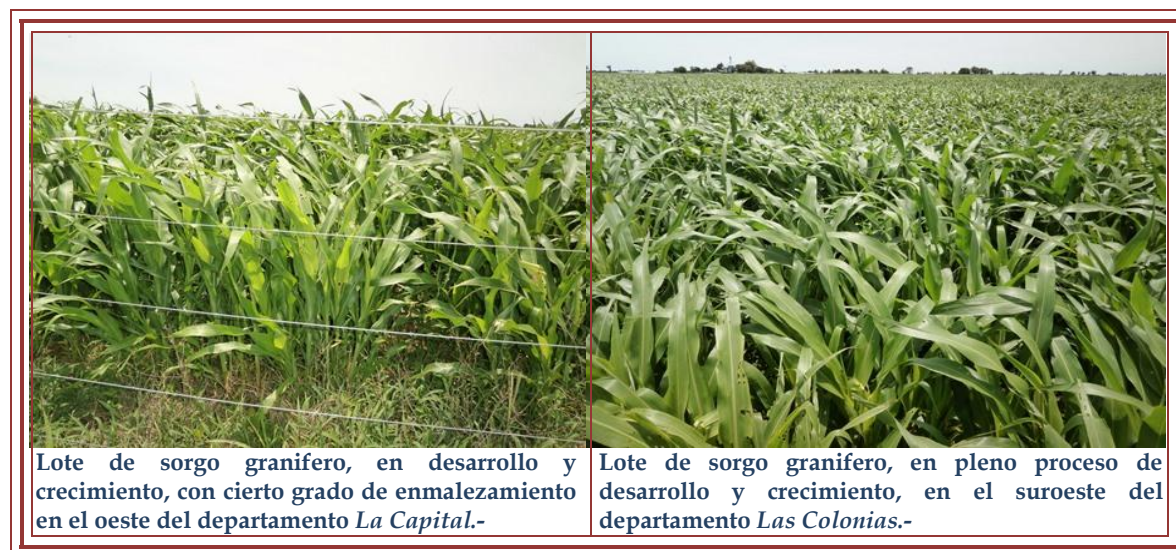 Lote de sorgo granifero, en desarrollo y
crecimiento, con cierto grado de enmalezamiento
en el oeste del departamento La Capital.-
Lote de sorgo granifero, en pleno proceso de
desarrollo y crecimiento, en el suroeste del
departamento Las Colonias.-